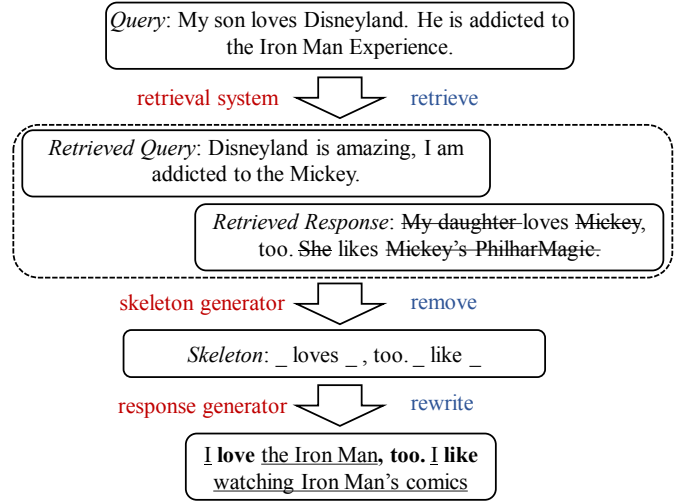 Query: My son loves Disneyland. He is addicted to
the Iron Man Experience.
retrieval system retrieve
Retrieved Query: Disneyland is amazing, I am
addicted to the Mickey.
Retrieved Response: My daughter loves Mickey,
too. She likes Mickey's PhilharMagic.
skeleton generator remove
Skeleton: _ loves _ , too. _ like _
response generator rewrite
I love the Iron Man, too. I like
watching Iron Man's comics